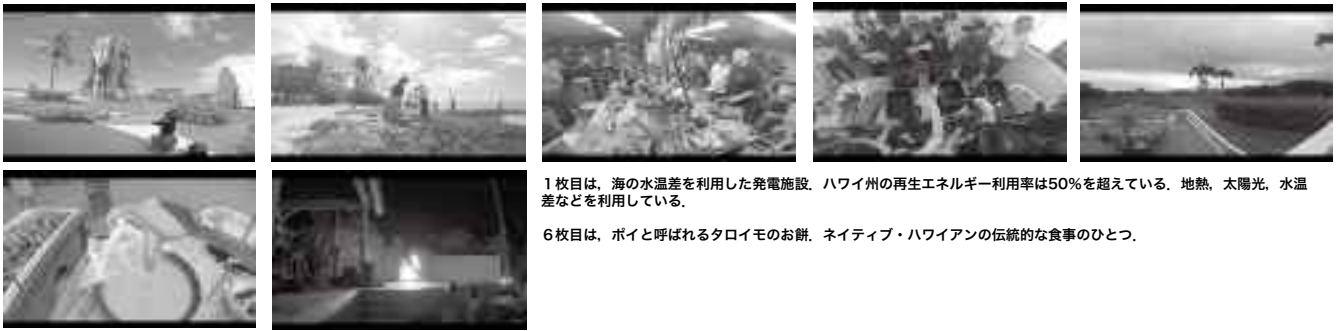 1枚目は，海の水温差を利用した発電施設．ハワイ州の再生エネルギー利用率は50%を超えている．地熱，太陽光，水温
差などを利用している．
6枚目は，ポイと呼ばれるタロイモのお餅．ネイティブ・ハワイアンの伝統的な食事のひとつ．